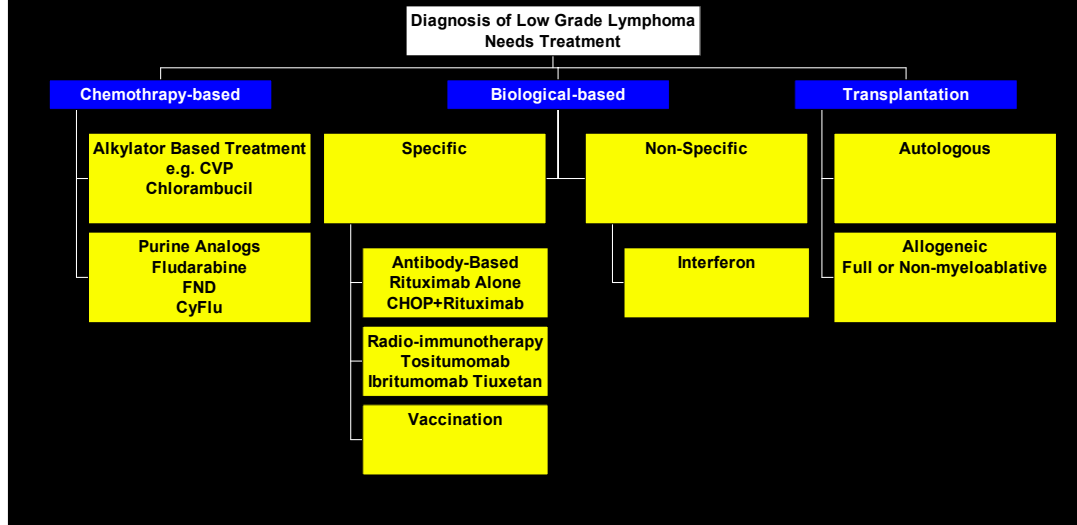 Diagnosis of Low Grade Lymphoma
Needs Treatment
Chemothrapy-based
Biological-based
Transplantation
Alkylator Based Treatment
e.g. CVP
Chlorambucil
Purine Analogs
Fludarabine
FND
CyFlu
Specific
Non-Specific
Antibody-Based
Rituximab Alone
CHOP+Rituximab
Radio-immunotherapy
Tositumomab
Ibritumomab Tiuxetan
Vaccination
Interferon
Autologous
Allogeneic
Full or Non-myeloablative